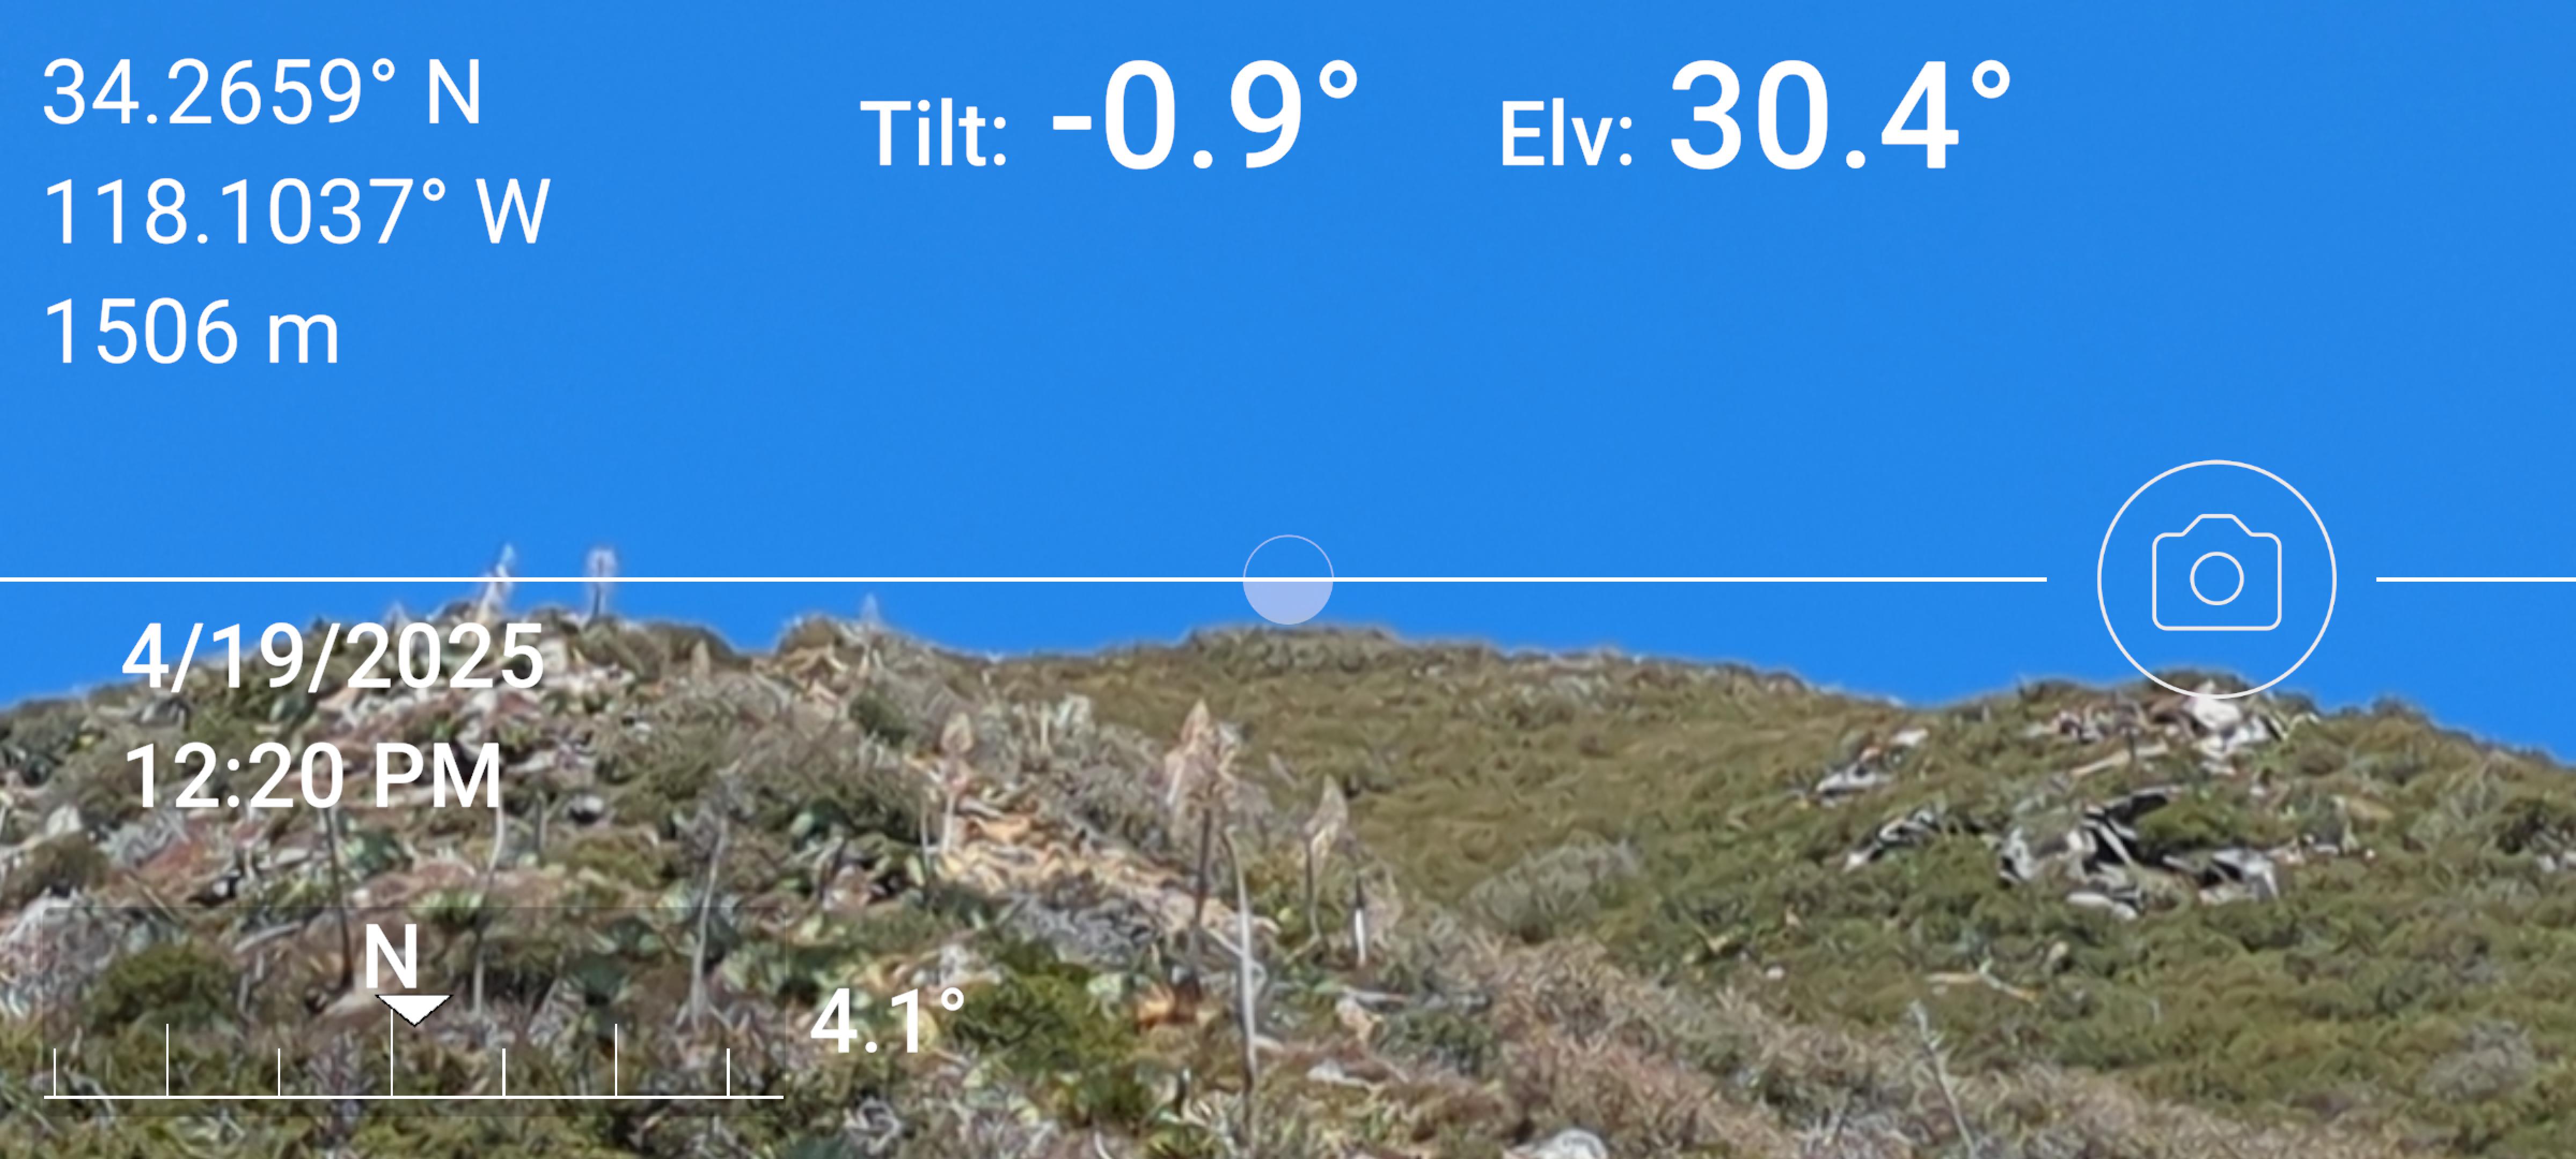 34.2659° N
118.1037° W
1506 m
Tilt: -0.9° Elv: 30.4°
4/19/2025
12:20 PM
N
4.1°